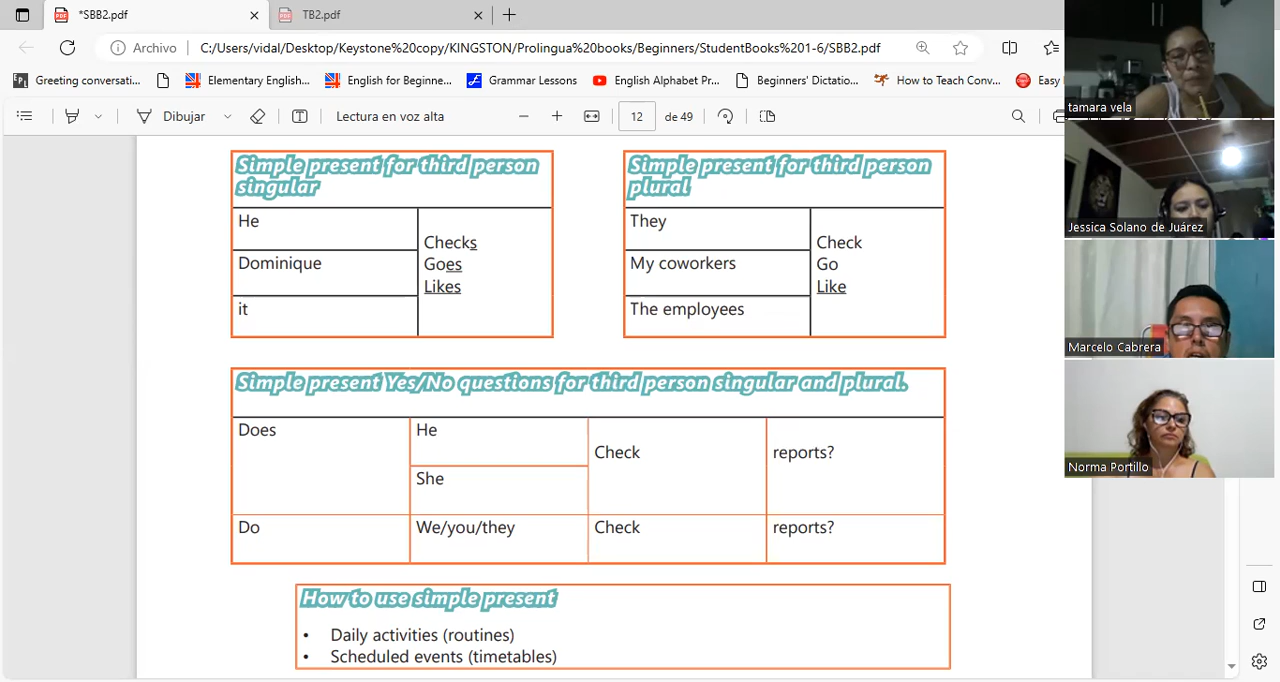 *SBB2.pdf
TB2.pdf
Archivo
C:/Users/vidal/Desktop/Keystone%20copy/KINGSTON/Prolingua%20books/Beginners/StudentBooks%201-6/SBB2.pdf
Greeting conversati...
Elementary English...
English for Beginne...
Grammar Lessons
English Alphabet Pr...
Beginners' Dictatio...
How to Teach Conv...
Easy
Dibujar
Lectura en voz alta
12
de 49
Simple present for third person
singular
He
Dominique
it
Checks
Goes
Likes
Simple present for third person
plural
They
My coworkers
The employees
Check
Go
Like
Simple present Yes/No questions for third person singular and plural.
Does
He
She
Check
reports?
Do
We/you/they
Check
reports?
How to use simple present
• Daily activities (routines)
• Scheduled events (timetables)
tamara vela
Jessica Solano de Juárez
Marcelo Cabrera
Norma Portillo